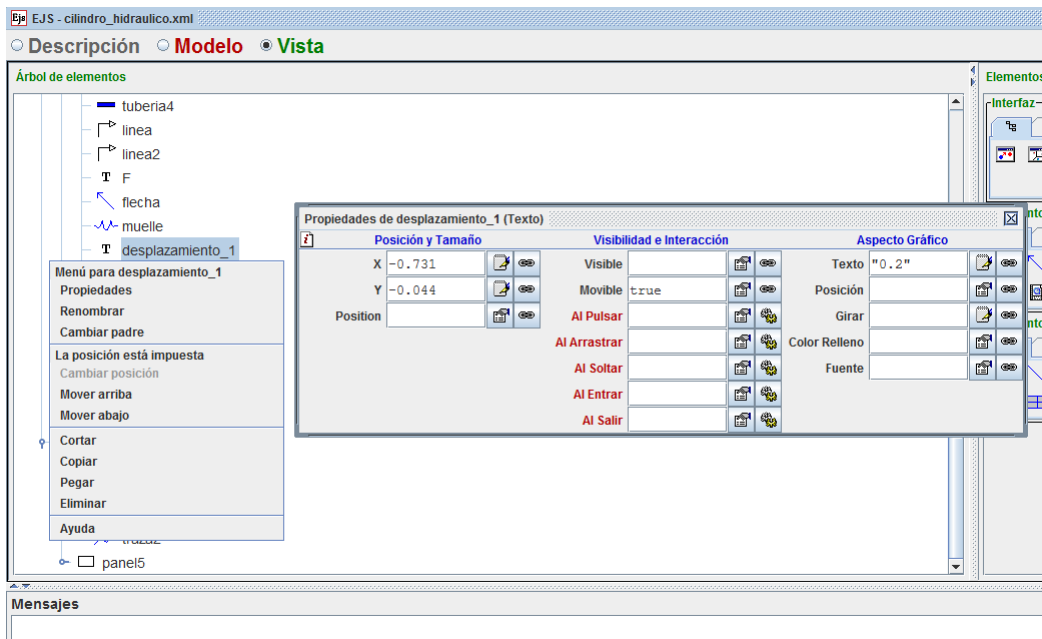 EJS - cilindro_hidraulico.xml
Descripción Modelo Vista
Árbol de elementos
tuberia4
linea
linea2
T F
flecha
muelle
T desplazamiento_1
Menú para desplazamiento_1
Propiedades
Renombrar
Cambiar padre
La posición está impuesta
Cambiar posición
Mover arriba
Mover abajo
Cortar
Copiar
Pegar
Eliminar
Ayuda
panel5
Propiedades de desplazamiento_1 (Texto)
i Posición y Tamaño Visibilidad e Interacción Aspecto Gráfico
X -0.731 Visible Texto "0.2"
Y -0.044 Movible true Posición
Position Al Pulsar Girar
Al Arrastrar Color Relleno
Al Soltar Fuente
Al Entrar
Al Salir
Elementos
Interfaz
Mensajes